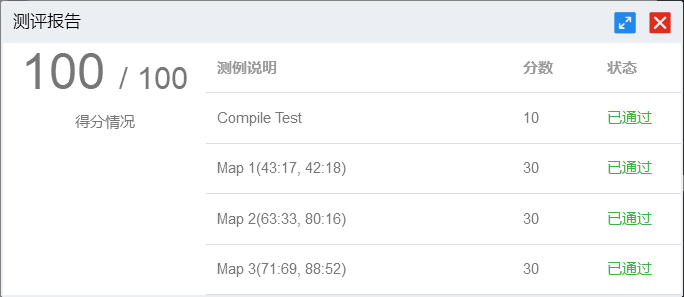 测评报告
100 / 100
得分情况
测例说明 分数 状态
Compile Test 10 已通过
Map 1(43:17, 42:18) 30 已通过
Map 2(63:33, 80:16) 30 已通过
Map 3(71:69, 88:52) 30 已通过